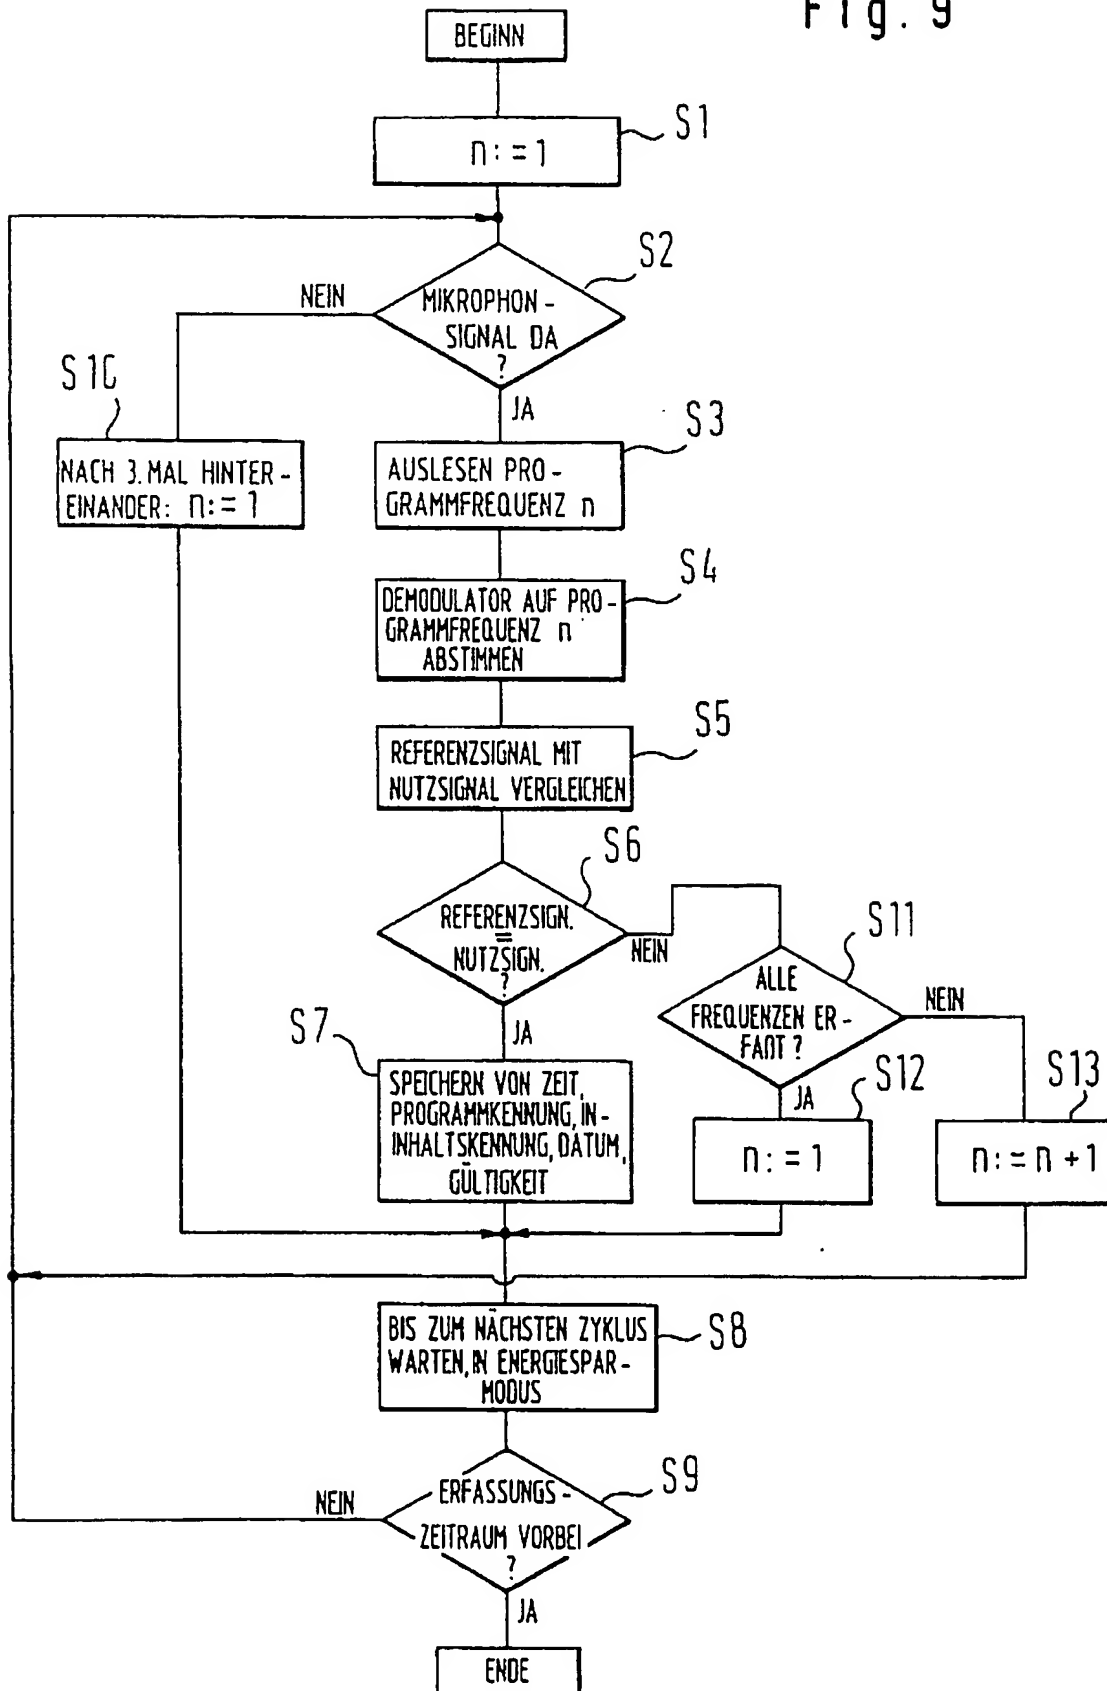 Fig. 9
BEGINN
S1
n:=1
S2
NEIN
MIKROPHON-
SIGNAL DA
?
S10
JA
S3
NACH 3. MAL HINTER-
EINANDER: n:=1
AUSLESEN PRO-
GRAMMFREQUENZ n
S4
DEMODULATOR AUF PRO-
GRAMMFREQUENZ n
ABSTIMMEN
S5
REFERENZSIGNAL MIT
NUTZSIGNAL VERGLEICHEN
S6
REFERENZSIGN.
=
NUTZSIGN.
?
NEIN
S11
ALLE
FREQUENZEN ER-
FAßT ?
NEIN
S7
JA
JA
S12
S13
SPEICHERN VON ZEIT,
PROGRAMMKENNUNG, IN-
INHALTSKENNUNG, DATUM,
GÜLTIGKEIT
n:=1
n:=n+1
BIS ZUM NÄCHSTEN ZYKLUS
WARTEN, IN ENERGIESPAR-
MODUS
S8
S9
NEIN
ERFASSUNGS-
ZEITRAUM VORBEI
?
JA
ENDE